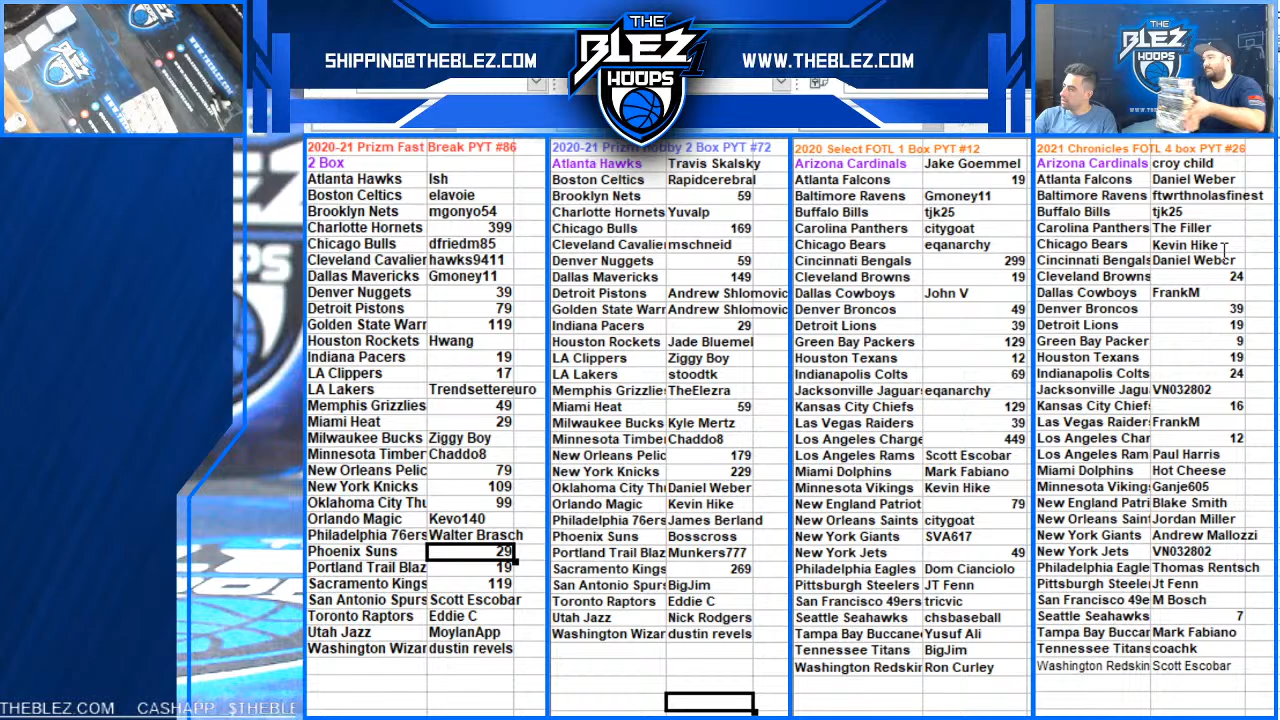 THE
BLEZ
HOOPS
SHIPPING@THEBLEZ.COM
WWW.THEBLEZ.COM
THE
BLEZ
HOOPS
2020-21 Prizm Fast Break PYT #86
2 Box
Atlanta Hawks Ish
Boston Celtics elavoie
Brooklyn Nets mgonyo54
Charlotte Hornets 399
Chicago Bulls dfriedm85
Cleveland Cavalier hawks9411
Dallas Mavericks Gmoney11
Denver Nuggets 39
Detroit Pistons 79
Golden State Warr 119
Houston Rockets Hwang
Indiana Pacers 19
LA Clippers 17
LA Lakers Trendsettereuro
Memphis Grizzlies 49
Miami Heat 29
Milwaukee Bucks Ziggy Boy
Minnesota Timber Chaddo8
New Orleans Pelic 79
New York Knicks 109
Oklahoma City Thu 99
Orlando Magic Kevo140
Philadelphia 76ers Walter Brasch
Phoenix Suns 29
Portland Trail Blaz 19
Sacramento Kings 119
San Antonio Spurs Scott Escobar
Toronto Raptors Eddie C
Utah Jazz MoylanApp
Washington Wizar dustin revels
2020-21 Prizm Hobby 2 Box PYT #72
Atlanta Hawks Travis Skalsky
Boston Celtics Rapidcerebral
Brooklyn Nets 59
Charlotte Hornets Yuvalp
Chicago Bulls 169
Cleveland Cavalie mschneid
Denver Nuggets 59
Dallas Mavericks 149
Detroit Pistons Andrew Shlomovic
Golden State Warr Andrew Shlomovic
Indiana Pacers 29
Houston Rockets Jade Bluemel
LA Clippers Ziggy Boy
LA Lakers stoodtk
Memphis Grizzlie TheElezra
Miami Heat 59
Milwaukee Bucks Kyle Mertz
Minnesota Timbe Chaddo8
New Orleans Pelic 179
New York Knicks 229
Oklahoma City Th Daniel Weber
Orlando Magic Kevin Hike
Philadelphia 76ers James Berland
Phoenix Suns Bosscross
Portland Trail Blaz Munkers777
Sacramento Kings 269
San Antonio Spurs BigJim
Toronto Raptors Eddie C
Utah Jazz Nick Rodgers
Washington Wizar dustin revels
2020 Select FOTL 1 Box PYT #12
Arizona Cardinals Jake Goemmel
Atlanta Falcons 19
Baltimore Ravens Gmoney11
Buffalo Bills tjk25
Carolina Panthers citygoat
Chicago Bears eqanarchy
Cincinnati Bengals 299
Cleveland Browns 19
Dallas Cowboys John V
Denver Broncos 49
Detroit Lions 39
Green Bay Packers 129
Houston Texans 12
Indianapolis Colts 69
Jacksonville Jaguar eqanarchy
Kansas City Chiefs 129
Las Vegas Raiders 39
Los Angeles Charge 449
Los Angeles Rams Scott Escobar
Miami Dolphins Mark Fabiano
Minnesota Vikings Kevin Hike
New England Patriot 79
New Orleans Saints citygoat
New York Giants SVA617
New York Jets 49
Philadelphia Eagles Dom Cianciolo
Pittsburgh Steelers JT Fenn
San Francisco 49ers tricvic
Seattle Seahawks chsbaseball
Tampa Bay Buccane Yusuf Ali
Tennessee Titans BigJim
Washington Redskin Ron Curley
2021 Chronicles FOTL 4 box PYT #26
Arizona Cardinals croy child
Atlanta Falcons Daniel Weber
Baltimore Ravens ftwrthnolasfinest
Buffalo Bills tjk25
Carolina Panthers The Filler
Chicago Bears Kevin Hike
Cincinnati Bengals Daniel Weber
Cleveland Browns 24
Dallas Cowboys FrankM
Denver Broncos 39
Detroit Lions 19
Green Bay Packer 9
Houston Texans 19
Indianapolis Colts 24
Jacksonville Jagu VN032802
Kansas City Chief 16
Las Vegas Raider FrankM
Los Angeles Char 12
Los Angeles Ram Paul Harris
Miami Dolphins Hot Cheese
Minnesota Viking Ganje605
New England Patri Blake Smith
New Orleans Sain Jordan Miller
New York Giants Andrew Mallozzi
New York Jets VN032802
Philadelphia Eagle Thomas Rentsch
Pittsburgh Steele Jt Fenn
San Francisco 49e M Bosch
Seattle Seahawks 7
Tampa Bay Buccar Mark Fabiano
Tennessee Titans coachk
Washington Redskin Scott Escobar
OPS
THEBLEZ.COM CASHAPP $THEBLE